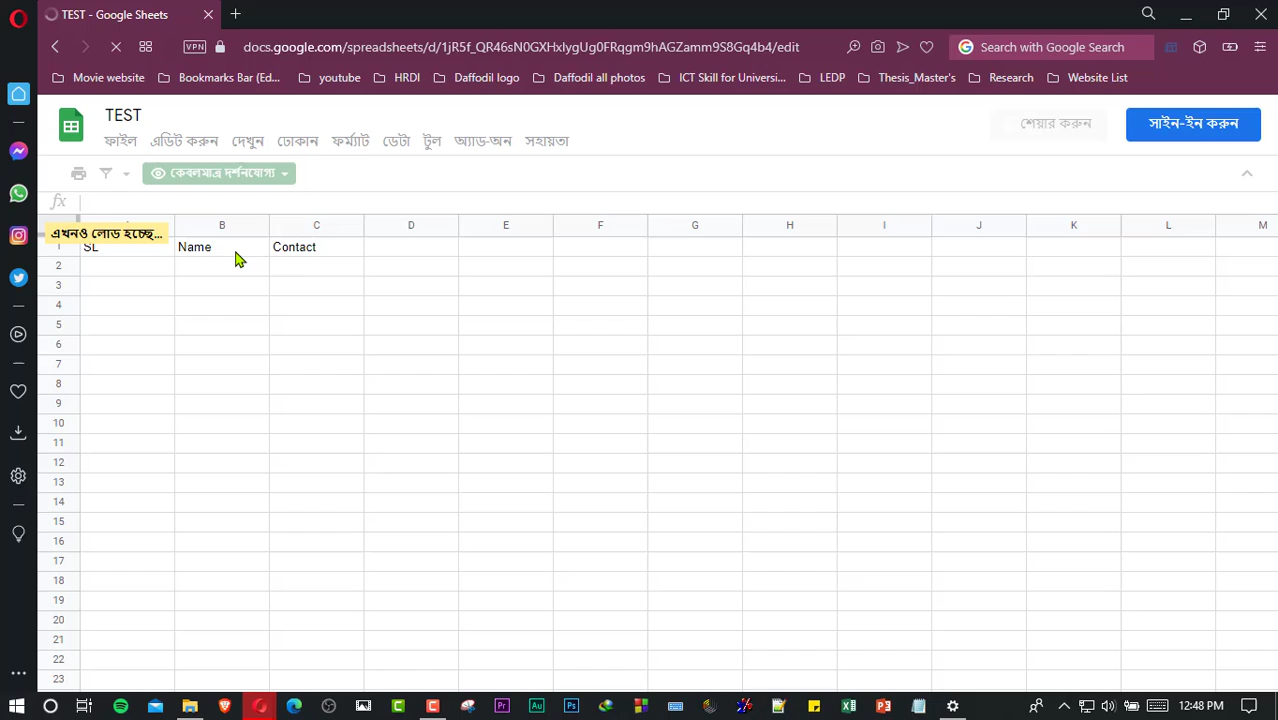 TEST - Google Sheets
VPN
docs.google.com/spreadsheets/d/1jR5f_QR46sN0GXHxIygUg0FRqgm9hAGZamm9S8Gq4b4/edit
Search with Google Search
Movie website
Bookmarks Bar (Ed...
youtube
HRDI
Daffodil logo
Daffodil all photos
ICT Skill for Universi...
LEDP
Thesis_Master's
Research
Website List
TEST
ফাইল এডিট করুন দেখুন ঢোকান ফর্ম্যাট ডেটা টুল অ্যাড-অন সহায়তা
শেয়ার করুন
সাইন-ইন করুন
কেবলমাত্র দর্শনযোগ্য
fx
এখনও লোড হচ্ছে...
B C D E F G H I J K L M
1 SL Name Contact
2
3
4
5
6
7
8
9
10
11
12
13
14
15
16
17
18
19
20
21
22
23
12:48 PM